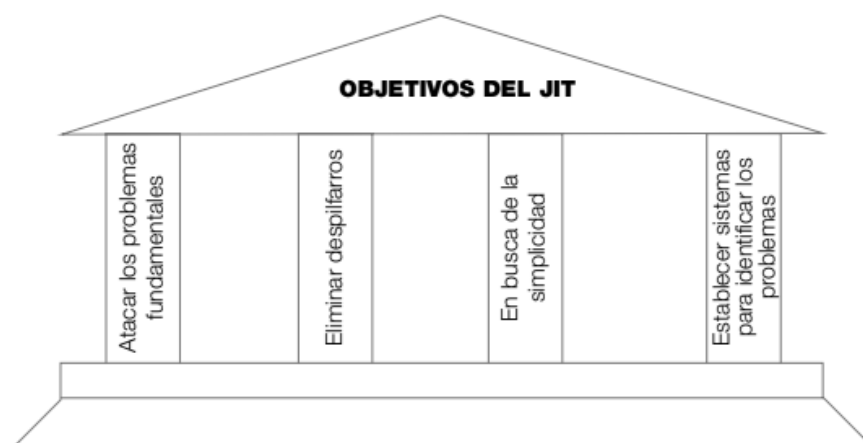 OBJETIVOS DEL JIT
Atacar los problemas
fundamentales
Eliminar despilfarros
En busca de la
simplicidad
Establecer sistemas
para identificar los
problemas